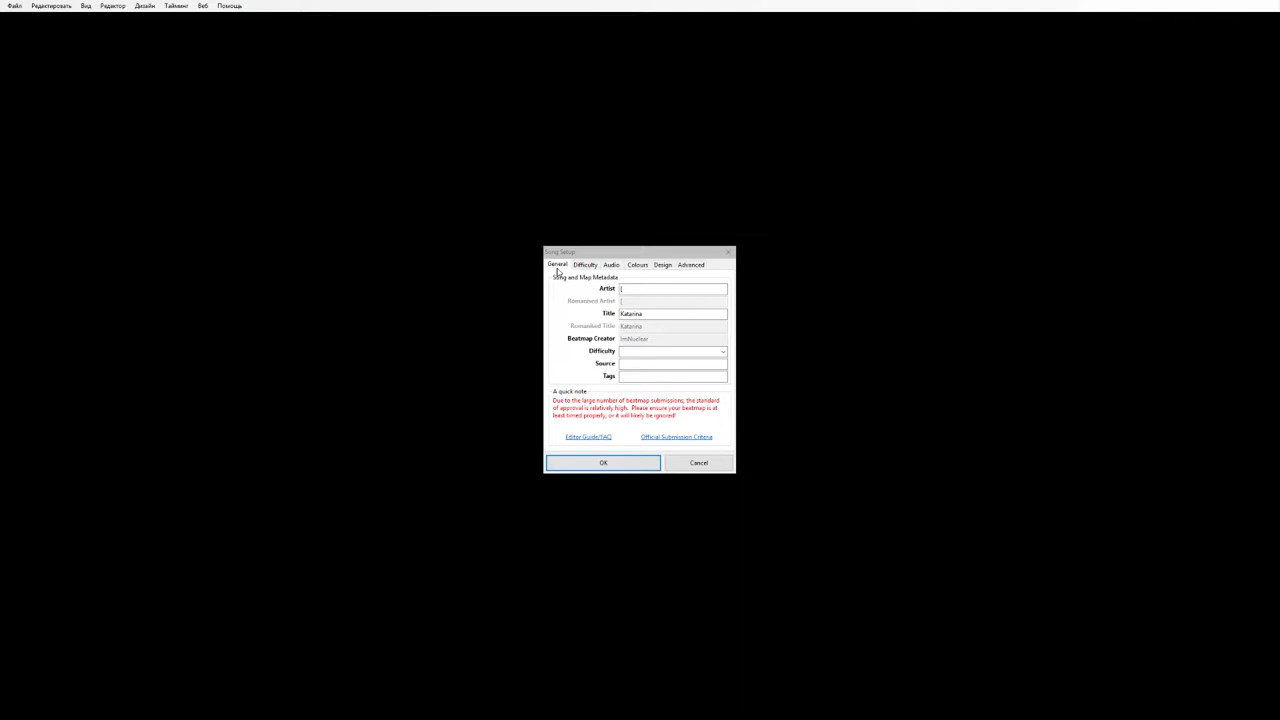 Файл Редактировать Вид Редактор Дизайн Тайминг Веб Помощь
Song Setup
General Difficulty Audio Colours Design Advanced
Song and Map Metadata
Artist [
Romanised Artist [
Title Katarina
Romanised Title Katarina
Beatmap Creator ImNuclear
Difficulty
Source
Tags
A quick note
Due to the large number of beatmap submissions, the standard
of approval is relatively high. Please ensure your beatmap is at
least timed properly, or it will likely be ignored!
Editor Guide/FAQ Official Submission Criteria
OK Cancel